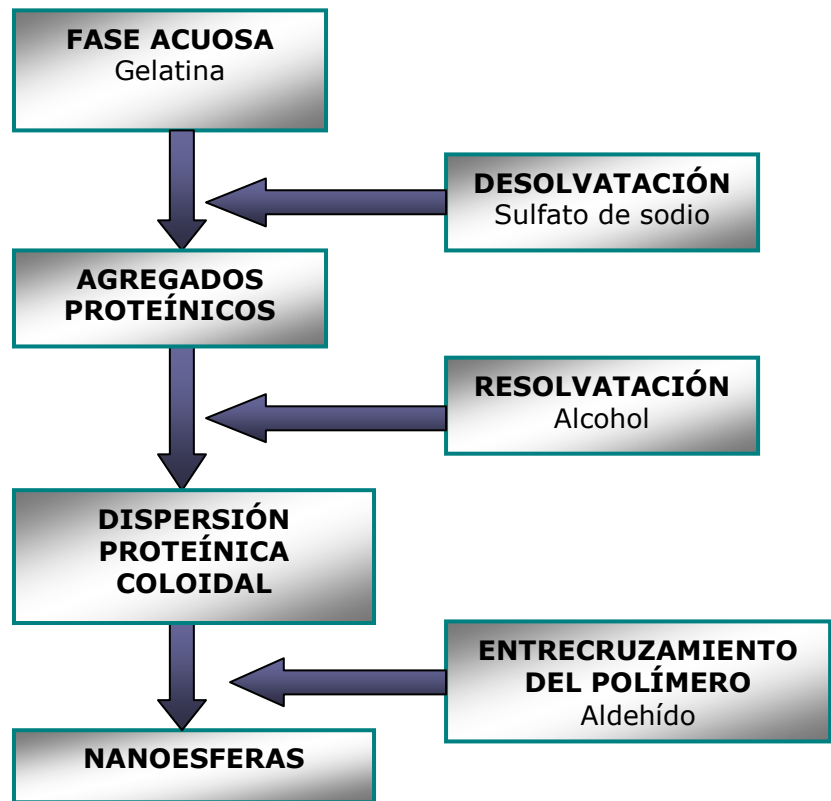 FASE ACUOSA
Gelatina
DESOLVATACIÓN
Sulfato de sodio
AGREGADOS
PROTEÍNICOS
RESOLVATACIÓN
Alcohol
DISPERSIÓN
PROTEÍNICA
COLOIDAL
ENTRECRUZAMIENTO
DEL POLÍMERO
Aldehído
NANOESFERAS